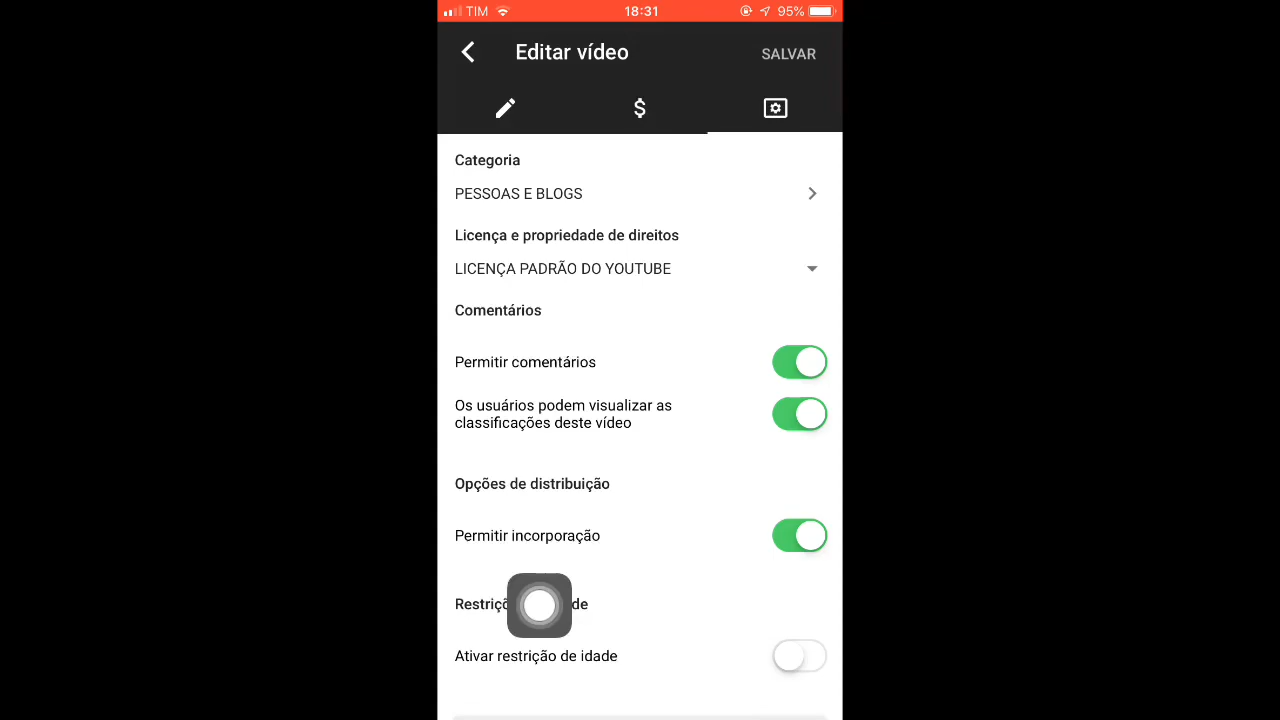 TIM 18:31 95%
Editar vídeo SALVAR
$
Categoria
PESSOAS E BLOGS
Licença e propriedade de direitos
LICENÇA PADRÃO DO YOUTUBE
Comentários
Permitir comentários
Os usuários podem visualizar as
classificações deste vídeo
Opções de distribuição
Permitir incorporação
Ativar restrição de idade